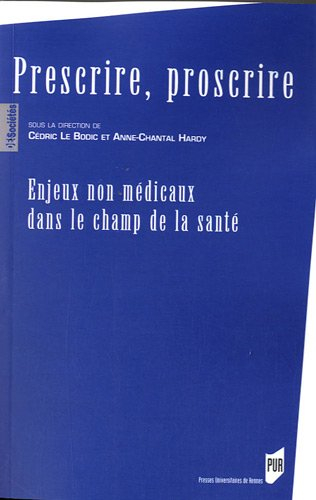 Prescrire, proscrire
SOUS LA DIRECTION DE
CÉDRIC LE BODIC ET ANNE-CHANTAL HARDY
Sociétés
Enjeux non médicaux
dans le champ de la santé
PUR
PRESSES UNIVERSITAIRES DE RENNES